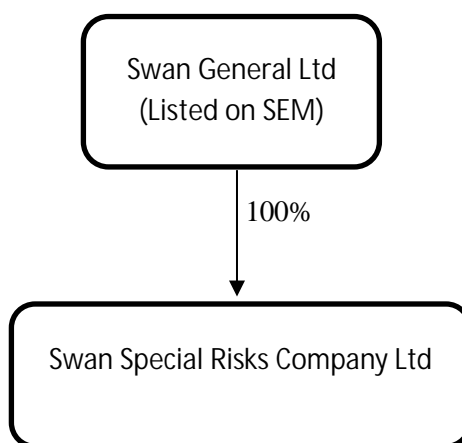 Swan General Ltd
(Listed on SEM)
100%
Swan Special Risks Company Ltd